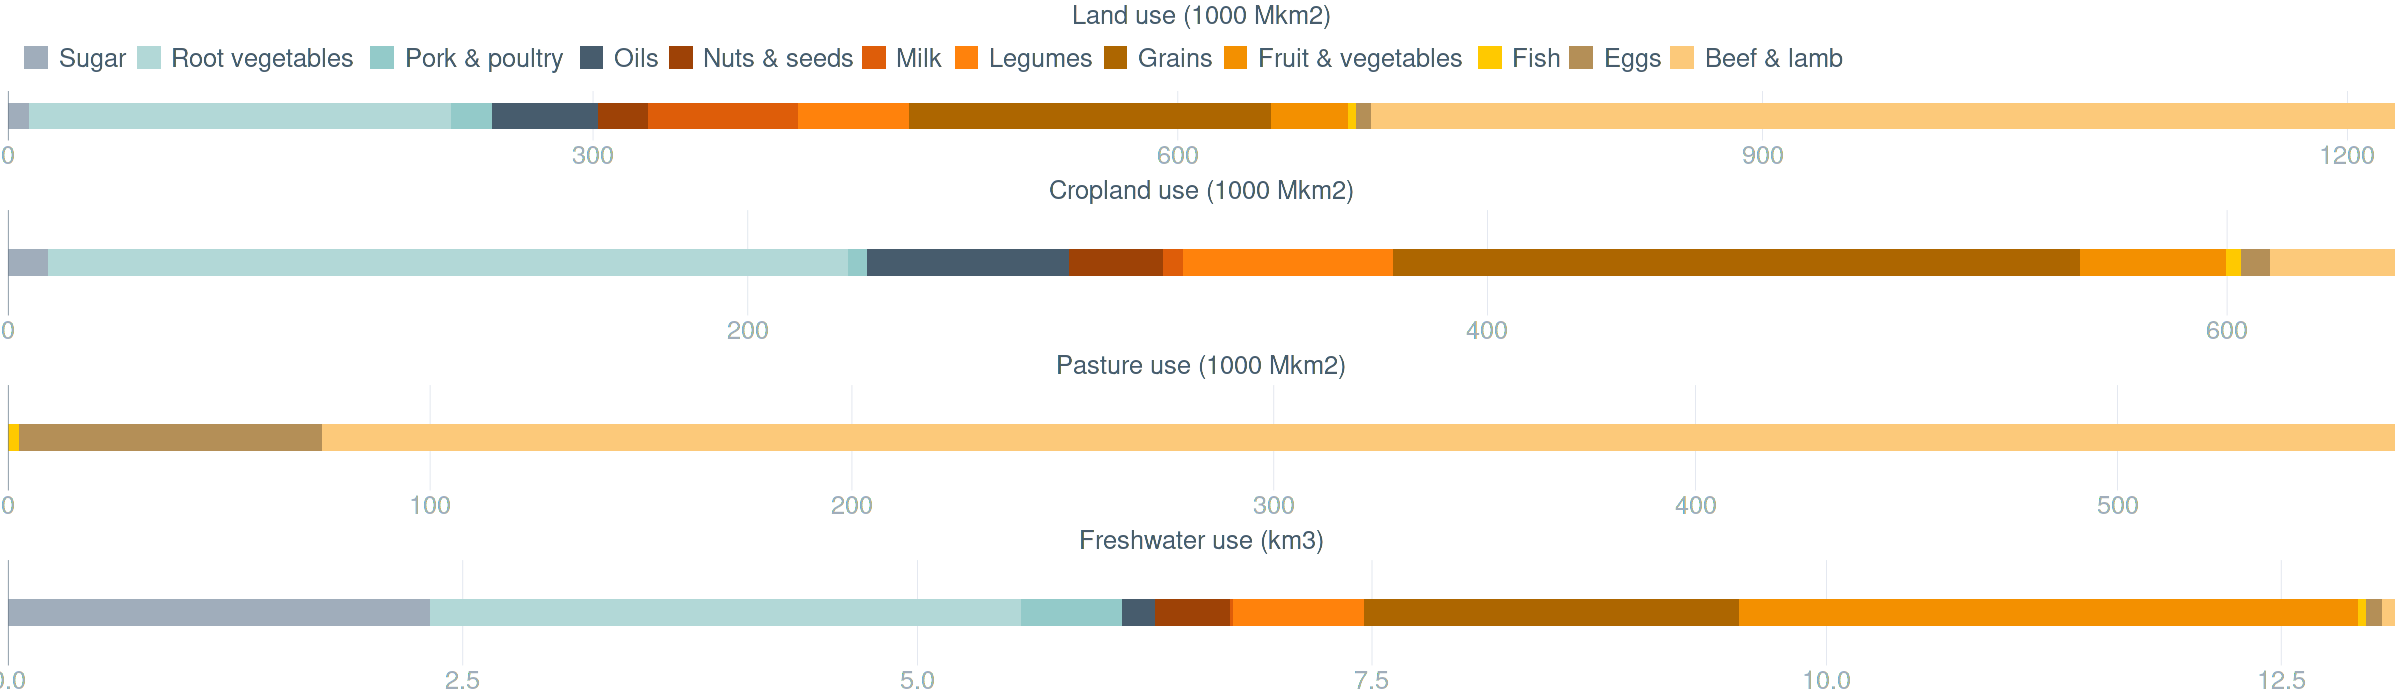 Land use (1000 Mkm2)
Sugar Root vegetables Pork & poultry Oils Nuts & seeds Milk Legumes Grains Fruit & vegetables Fish Eggs Beef & lamb
0 300 600 900 1200
Cropland use (1000 Mkm2)
0 200 400 600
Pasture use (1000 Mkm2)
0 100 200 300 400 500
Freshwater use (km3)
0.0 2.5 5.0 7.5 10.0 12.5